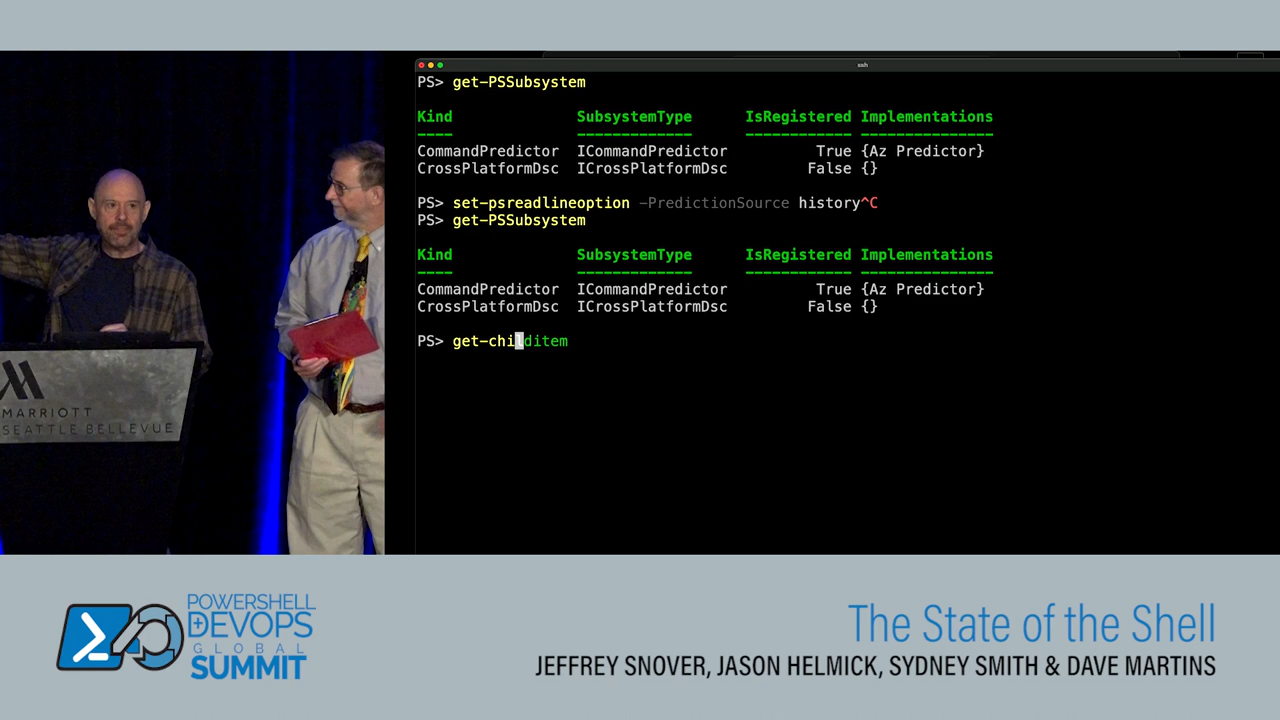 ssh
PS> get-PSSubsystem
Kind SubsystemType IsRegistered Implementations
---- ------------- ------------ ---------------
CommandPredictor ICommandPredictor True {Az Predictor}
CrossPlatformDsc ICrossPlatformDsc False {}
PS> set-psreadlineoption -PredictionSource history^C
PS> get-PSSubsystem
Kind SubsystemType IsRegistered Implementations
---- ------------- ------------ ---------------
CommandPredictor ICommandPredictor True {Az Predictor}
CrossPlatformDsc ICrossPlatformDsc False {}
PS> get-childitem
MARRIOTT
SEATTLE BELLEVUE
POWERSHELL
+DEVOPS
GLOBAL
SUMMIT
The State of the Shell
JEFFREY SNOVER, JASON HELMICK, SYDNEY SMITH & DAVE MARTINS